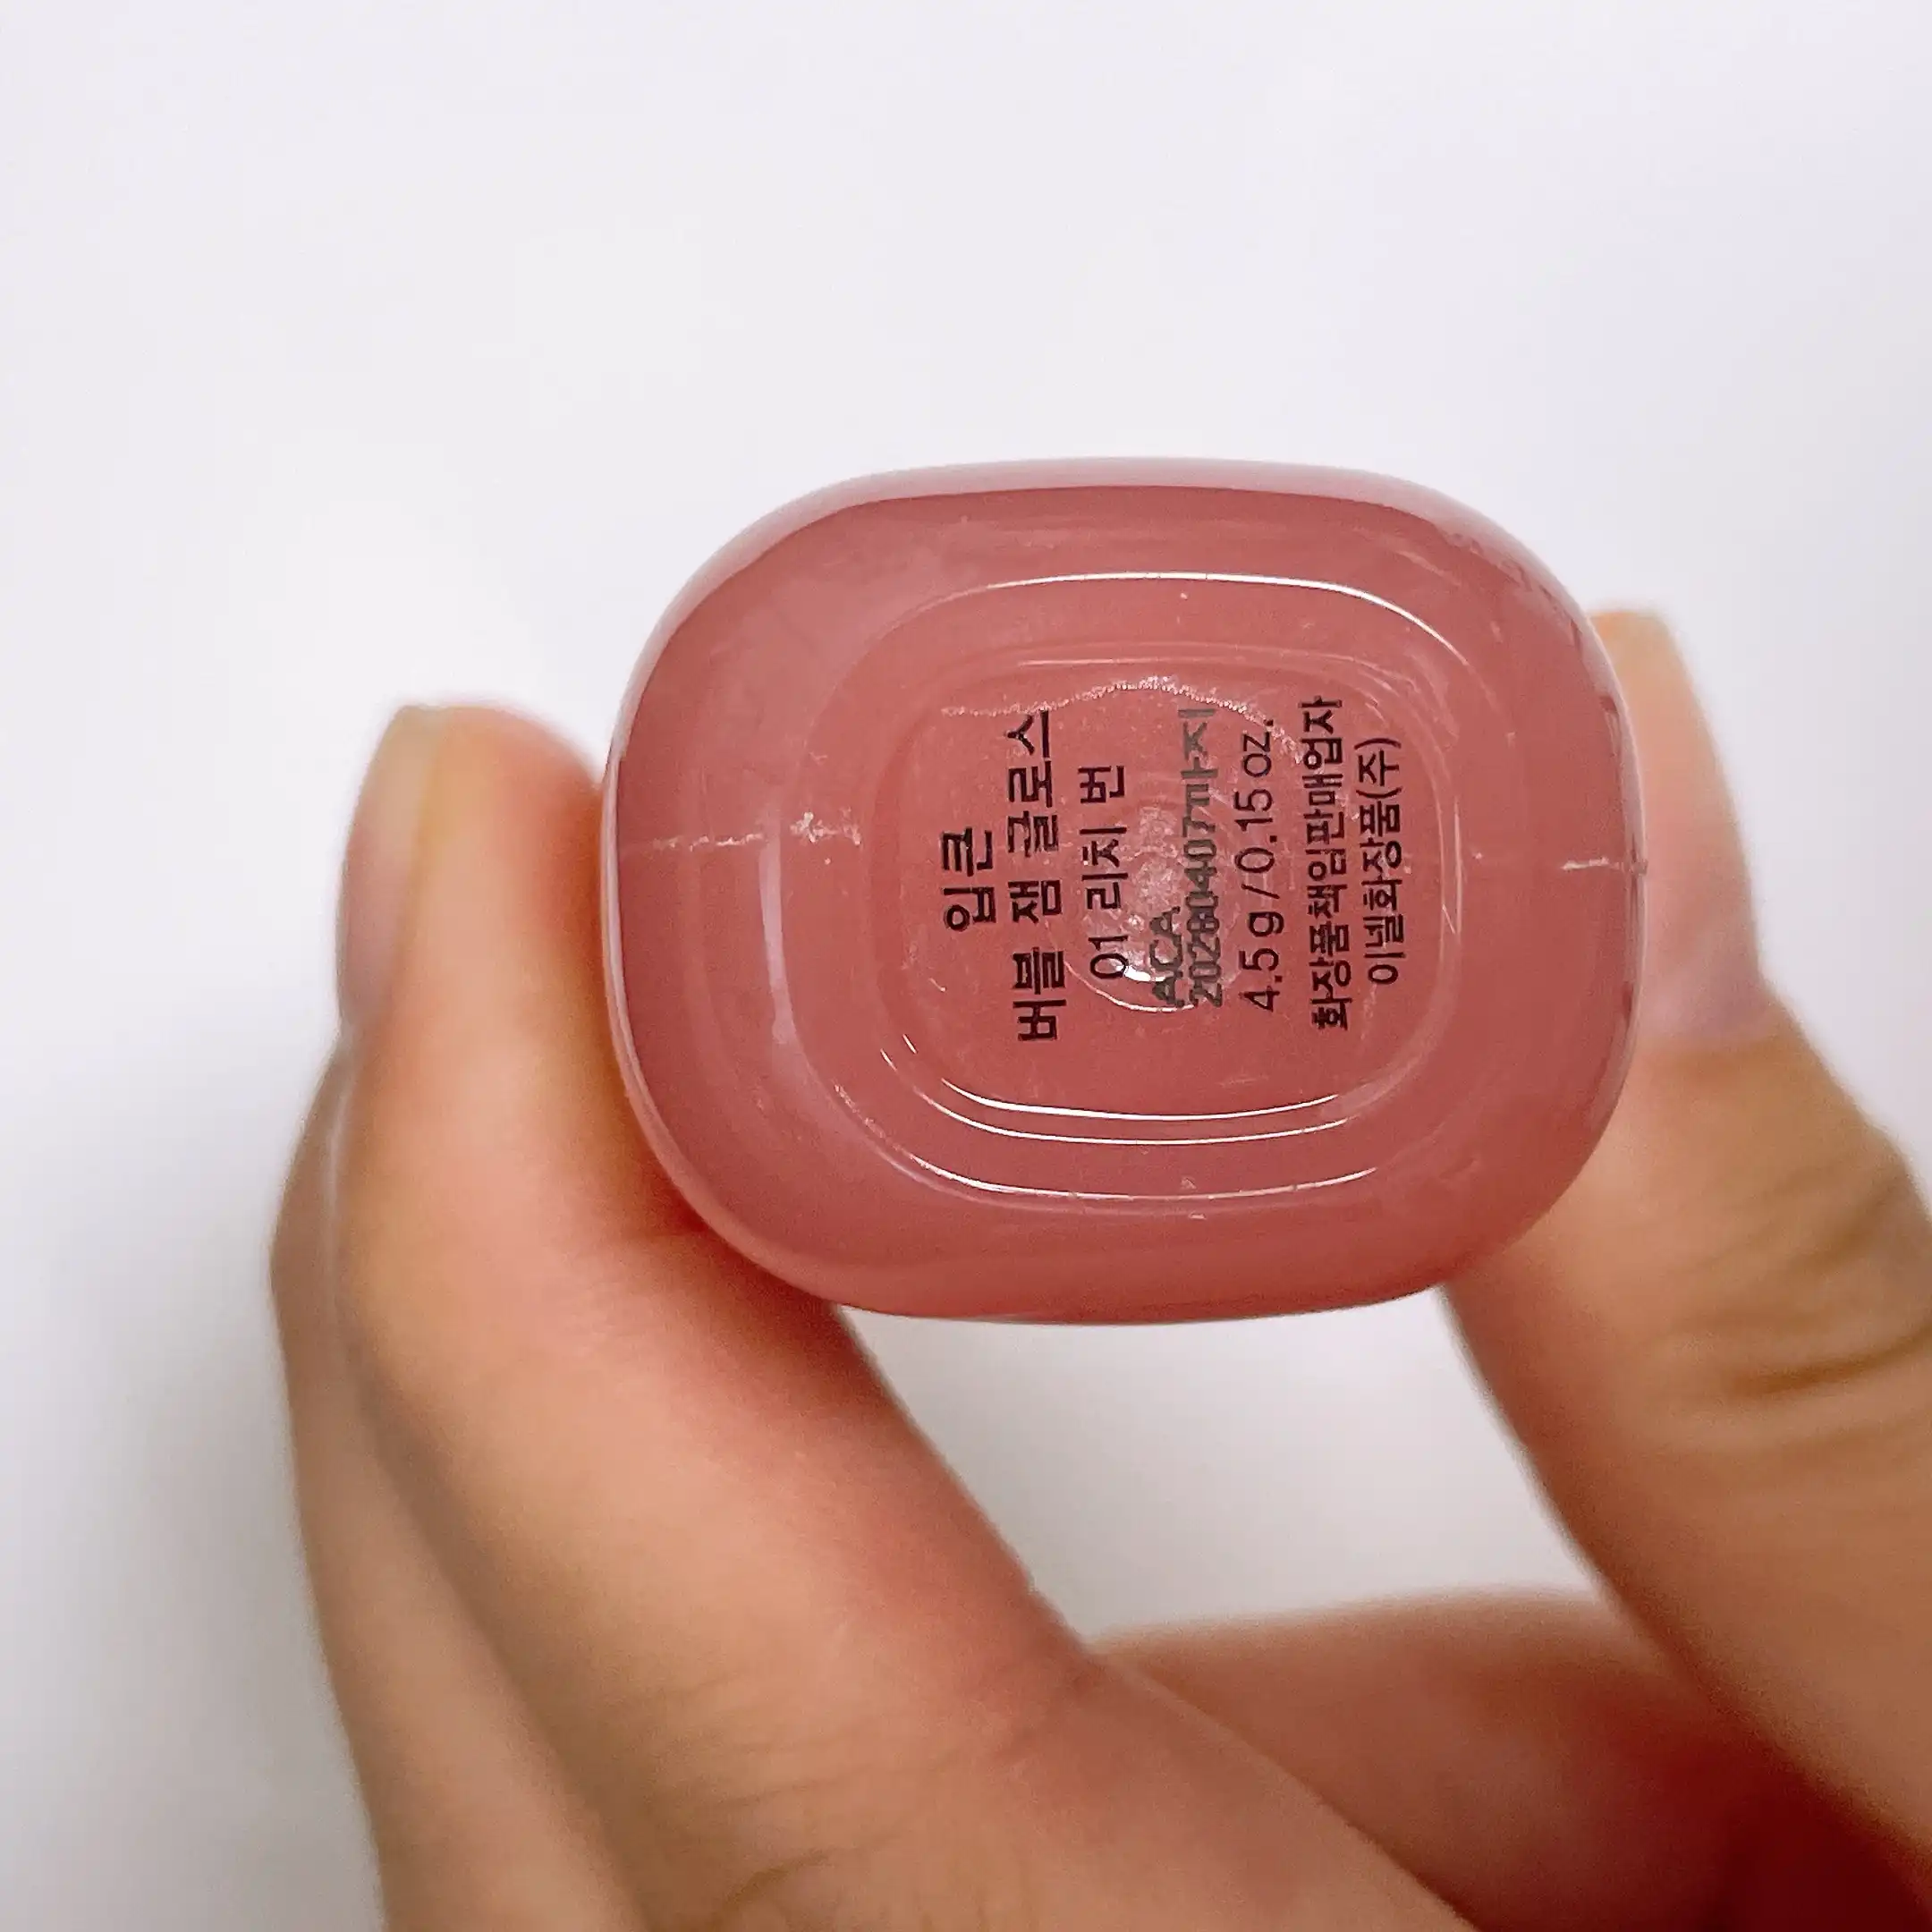 입큰
버블 잼 글로스
01 리치 번
ACA
20280407까지
4.5 g / 0.15 oz.
화장품책임판매업자
이넬화장품(주)